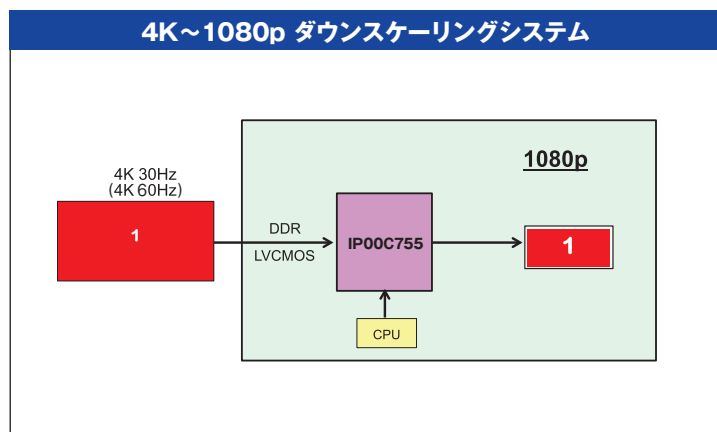 4K～1080p ダウンスケーリングシステム
1080p
4K 30Hz
(4K 60Hz)
1
DDR
LVCMOS
IP00C755
1
CPU